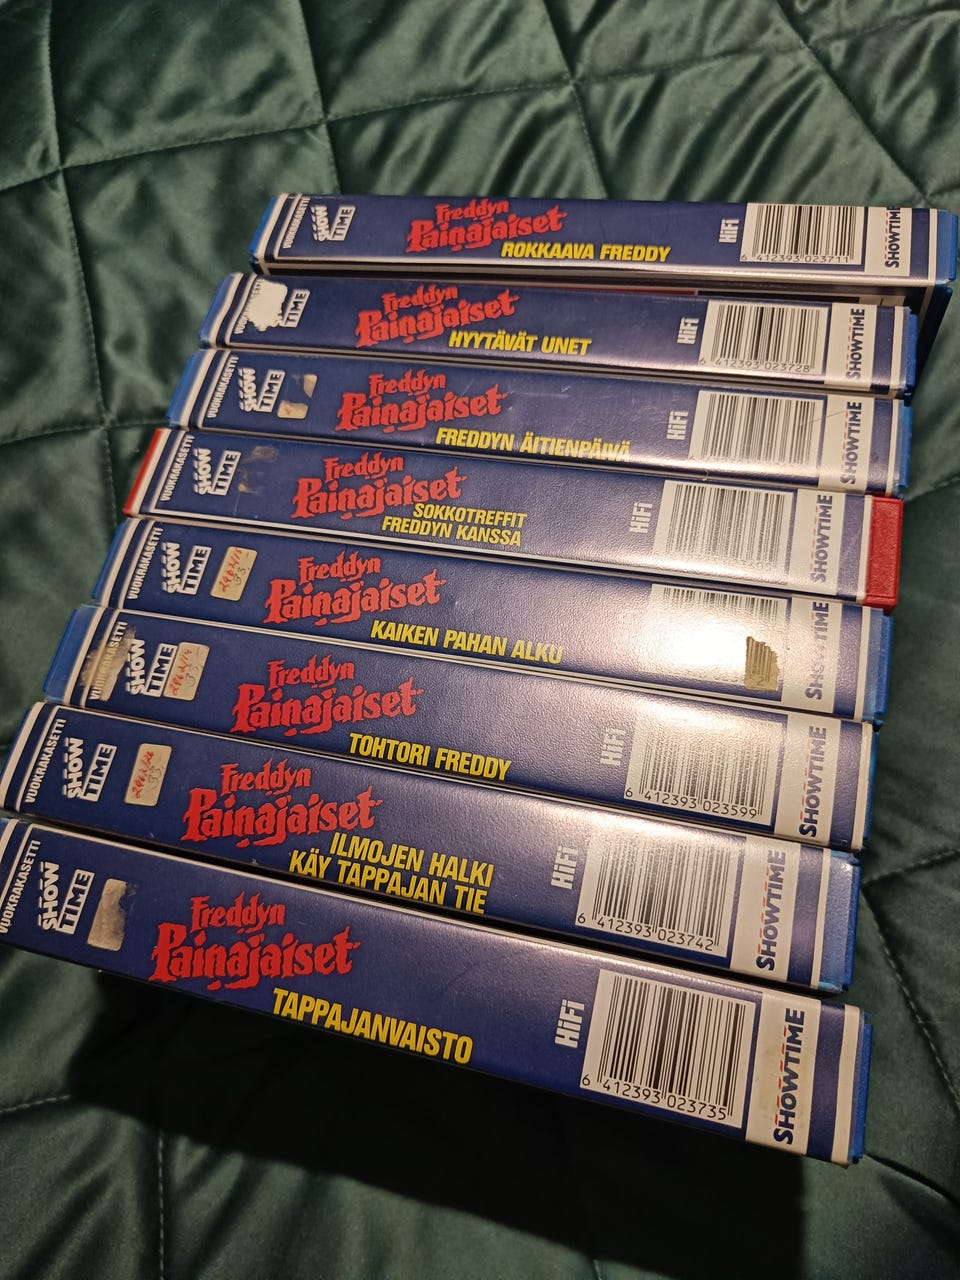 VUOKRAKASETTI
SHOW
TIME
Freddyn
Painajaiset
ROKKAAVA FREDDY
HiFi
6 412393 023711
SHOWTIME
TIME
Freddyn
Painajaiset
HYYTÄVÄT UNET
HiFi
6 412393 023728
SHOWTIME
VUOKRAKASETTI
SHOW
TIME
Freddyn
Painajaiset
FREDDYN ÄITIENPÄIVÄ
HiFi
SHOWTIME
VUOKRAKASETTI
SHOW
TIME
Freddyn
Painajaiset
SOKKOTREFFIT
FREDDYN KANSSA
HiFi
SHOWTIME
VUOKRAKASETTI
SHOW
TIME
Freddyn
Painajaiset
KAIKEN PAHAN ALKU
SHOWTIME
VUOKRAKASETTI
SHOW
TIME
Freddyn
Painajaiset
TOHTORI FREDDY
HiFi
6 412393 023599
SHOWTIME
VUOKRAKASETTI
SHOW
TIME
Freddyn
Painajaiset
ILMOJEN HALKI
KÄY TAPPAJAN TIE
HiFi
6 412393 023742
SHOWTIME
VUOKRAKASETTI
SHOW
TIME
Freddyn
Painajaiset
TAPPAJANVAISTO
HiFi
6 412393 023735
SHOWTIME